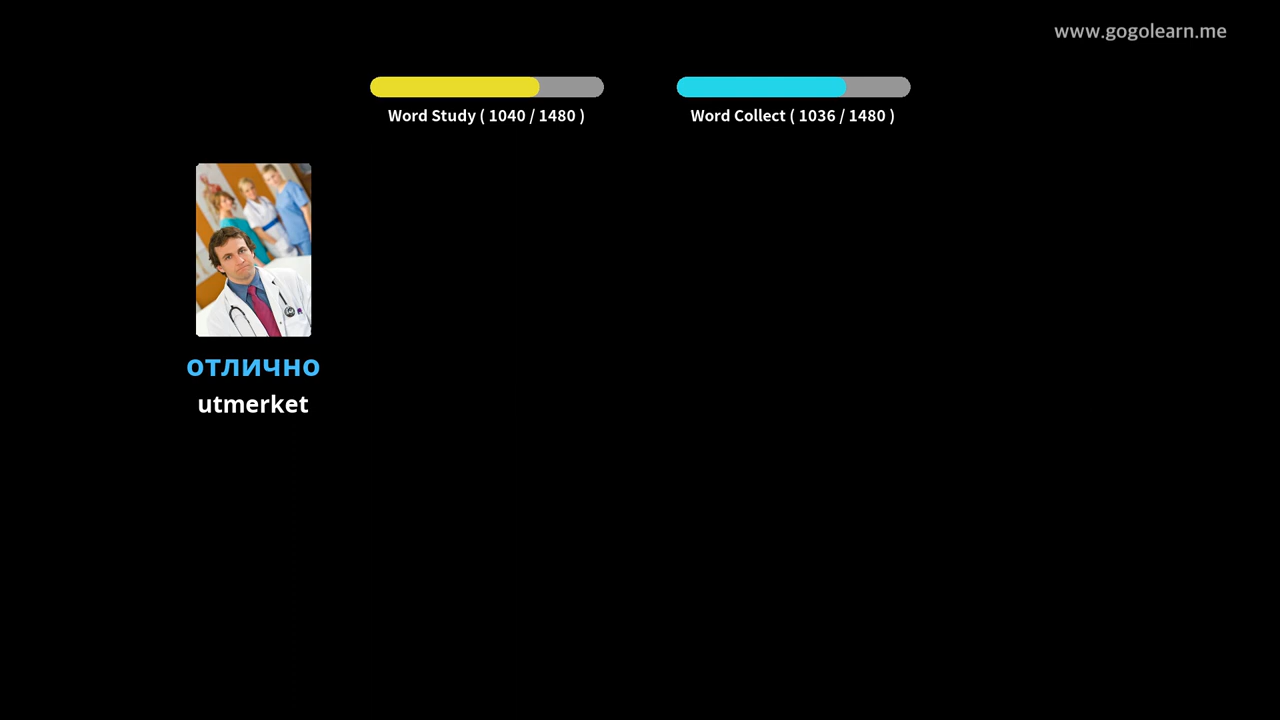 www.gogolearn.me
Word Study ( 1040 / 1480 )
Word Collect ( 1036 / 1480 )
отлично
utmerket